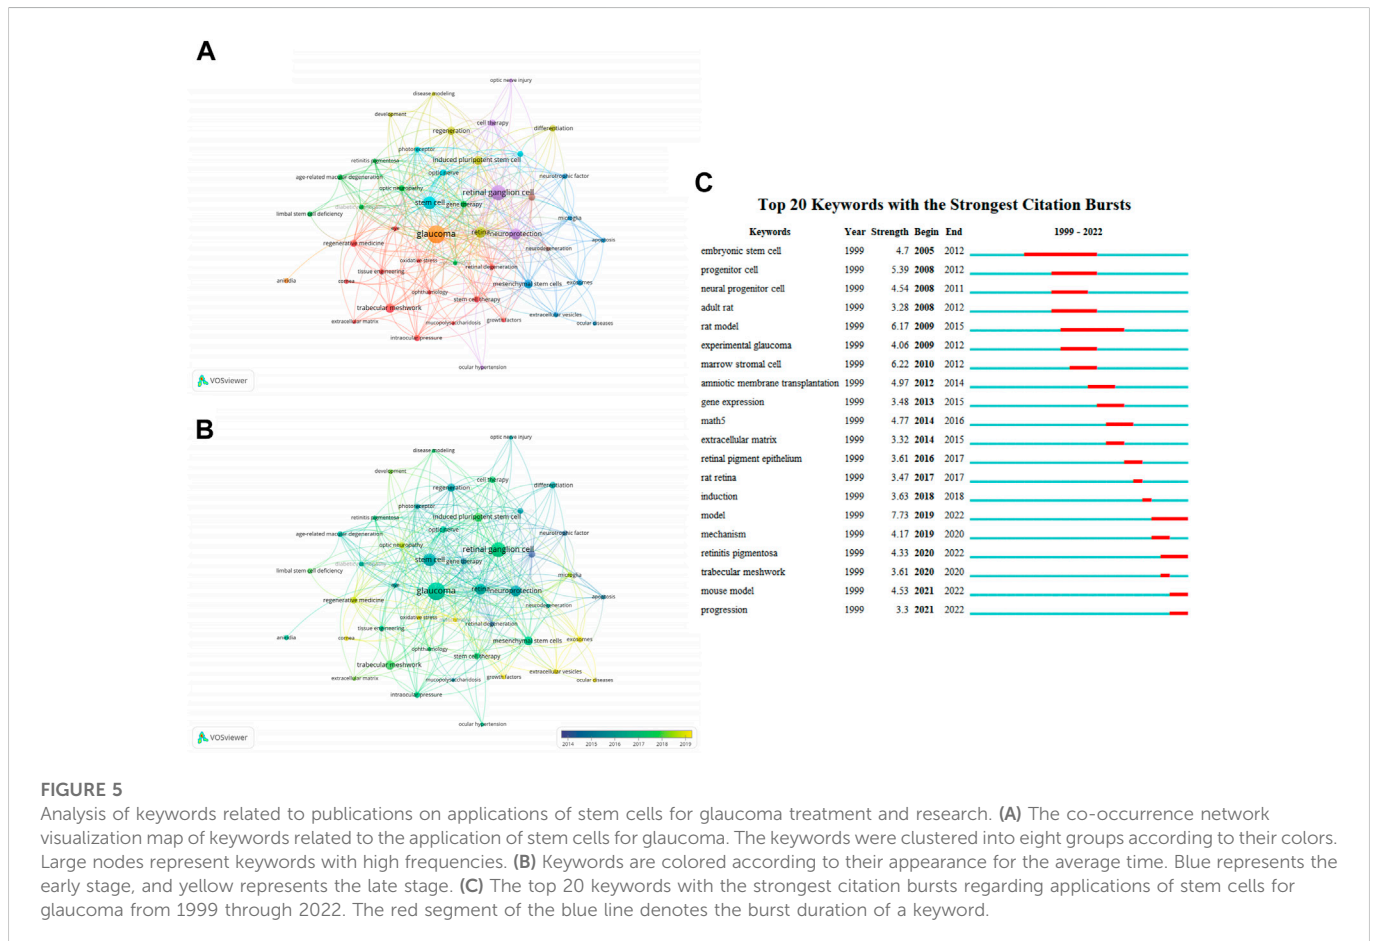 A
optic nerve injury
disease modeling
development
cell therapy
regeneration
differentiation
photoreceptor
retinitis pigmentosa
induced pluripotent stem cell
optic nerve
age-related macular degeneration
neurotrophic factor
optic neuropathy
retinal ganglion cell
stem cell
gene therapy
limbal stem cell deficiency
microglia
glaucoma
retina
neuroprotection
apoptosis
regenerative medicine
neurodegeneration
oxidative stress
tissue engineering
retinal degeneration
aniridia
cornea
mesenchymal stem cells
exosomes
ophthalmology
stem cell therapy
trabecular meshwork
extracellular vesicles
extracellular matrix
mucopolysaccharidosis
growth factors
ocular diseases
intraocular pressure
ocular hypertension
VOSviewer
B
optic nerve injury
disease modeling
development
cell therapy
regeneration
differentiation
photoreceptor
retinitis pigmentosa
induced pluripotent stem cell
optic nerve
age-related macular degeneration
neurotrophic factor
optic neuropathy
retinal ganglion cell
stem cell
gene therapy
limbal stem cell deficiency
microglia
glaucoma
retina
neuroprotection
apoptosis
regenerative medicine
neurodegeneration
oxidative stress
tissue engineering
retinal degeneration
aniridia
cornea
mesenchymal stem cells
exosomes
ophthalmology
stem cell therapy
trabecular meshwork
extracellular vesicles
extracellular matrix
mucopolysaccharidosis
growth factors
ocular diseases
intraocular pressure
ocular hypertension
VOSviewer
2014 2015 2016 2017 2018 2019
C
Top 20 Keywords with the Strongest Citation Bursts
Keywords Year Strength Begin End 1999 - 2022
embryonic stem cell 1999 4.7 2005 2012
progenitor cell 1999 5.39 2008 2012
neural progenitor cell 1999 4.54 2008 2011
adult rat 1999 3.28 2008 2012
rat model 1999 6.17 2009 2015
experimental glaucoma 1999 4.06 2009 2012
marrow stromal cell 1999 6.22 2010 2012
amniotic membrane transplantation 1999 4.97 2012 2014
gene expression 1999 3.48 2013 2015
math5 1999 4.77 2014 2016
extracellular matrix 1999 3.32 2014 2015
retinal pigment epithelium 1999 3.61 2016 2017
rat retina 1999 3.47 2017 2017
induction 1999 3.63 2018 2018
model 1999 7.73 2019 2022
mechanism 1999 4.17 2019 2020
retinitis pigmentosa 1999 4.33 2020 2022
trabecular meshwork 1999 3.61 2020 2020
mouse model 1999 4.53 2021 2022
progression 1999 3.3 2021 2022
FIGURE 5
Analysis of keywords related to publications on applications of stem cells for glaucoma treatment and research. (A) The co-occurrence network
visualization map of keywords related to the application of stem cells for glaucoma. The keywords were clustered into eight groups according to their colors.
Large nodes represent keywords with high frequencies. (B) Keywords are colored according to their appearance for the average time. Blue represents the
early stage, and yellow represents the late stage. (C) The top 20 keywords with the strongest citation bursts regarding applications of stem cells for
glaucoma from 1999 through 2022. The red segment of the blue line denotes the burst duration of a keyword.